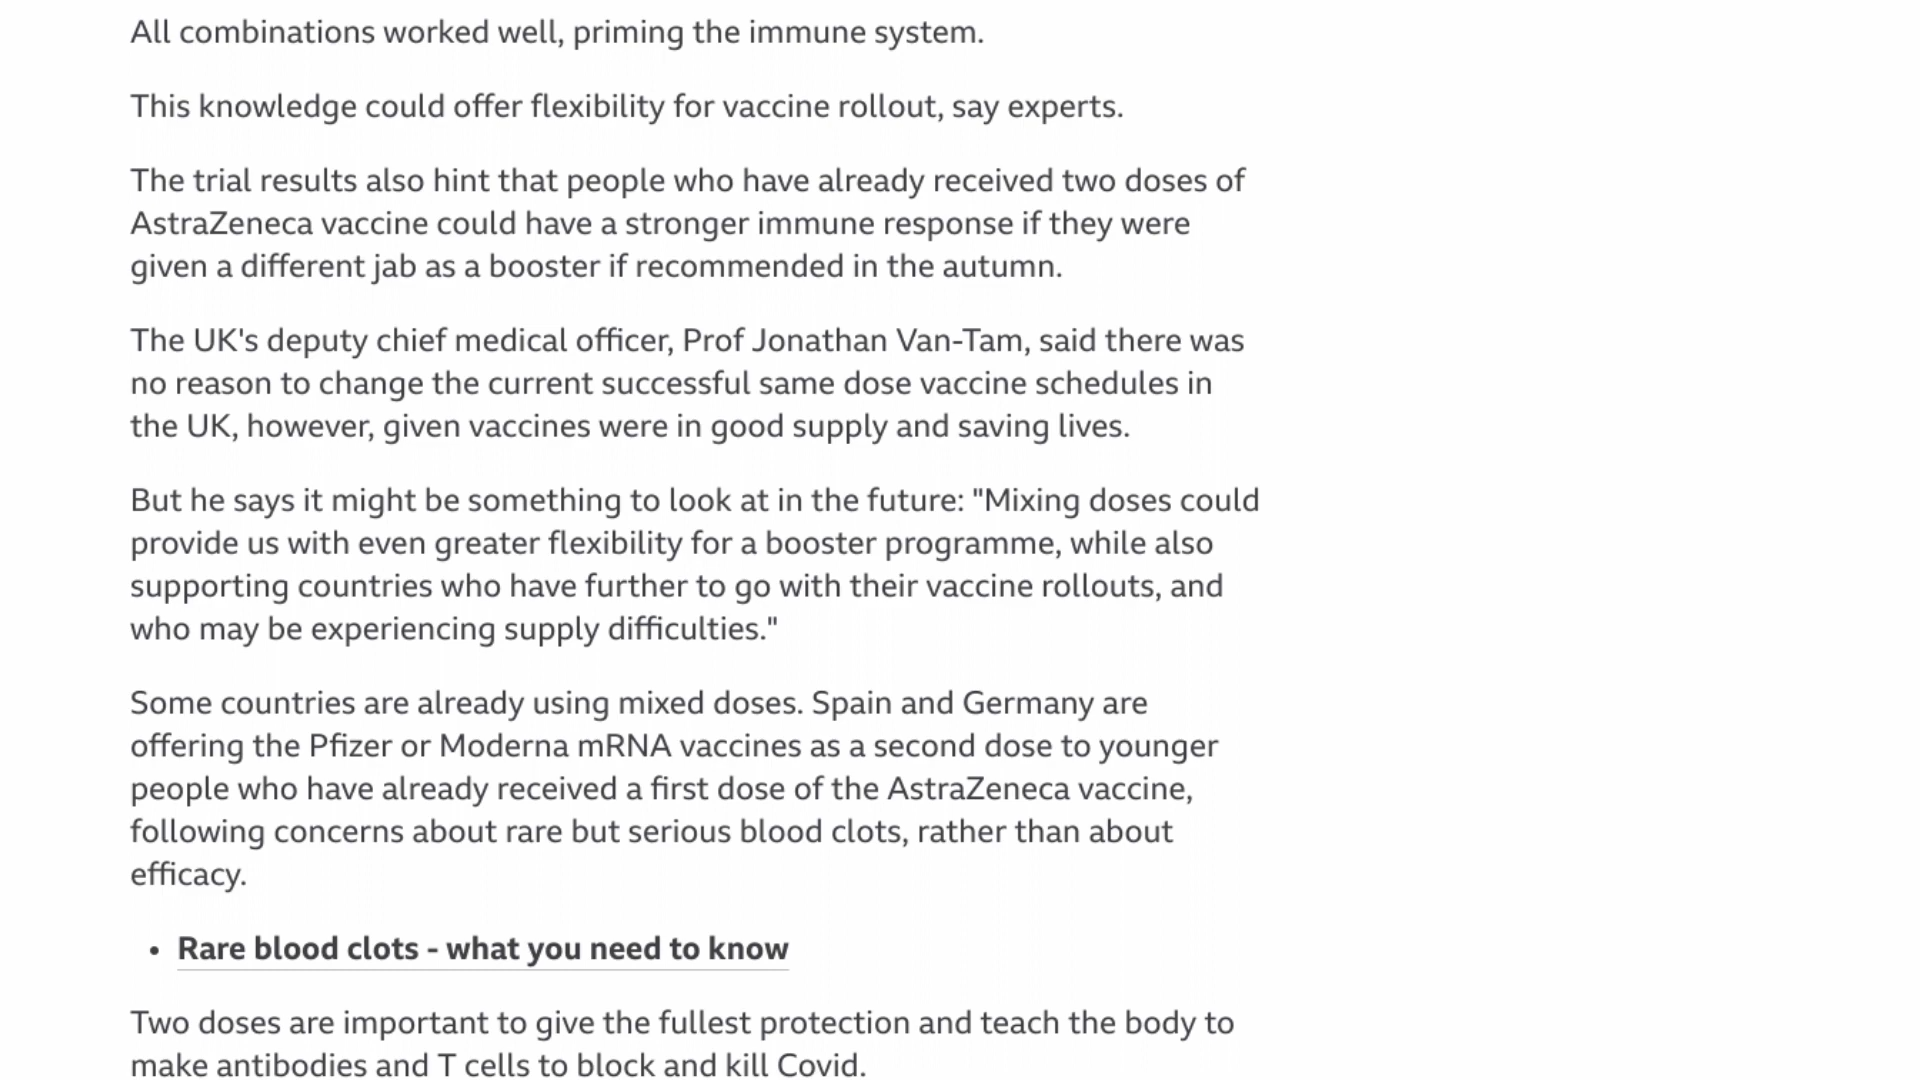 All combinations worked well, priming the immune system.
This knowledge could offer flexibility for vaccine rollout, say experts.
The trial results also hint that people who have already received two doses of
AstraZeneca vaccine could have a stronger immune response if they were
given a different jab as a booster if recommended in the autumn.
The UK's deputy chief medical officer, Prof Jonathan Van-Tam, said there was
no reason to change the current successful same dose vaccine schedules in
the UK, however, given vaccines were in good supply and saving lives.
But he says it might be something to look at in the future: "Mixing doses could
provide us with even greater flexibility for a booster programme, while also
supporting countries who have further to go with their vaccine rollouts, and
who may be experiencing supply difficulties."
Some countries are already using mixed doses. Spain and Germany are
offering the Pfizer or Moderna mRNA vaccines as a second dose to younger
people who have already received a first dose of the AstraZeneca vaccine,
following concerns about rare but serious blood clots, rather than about
efficacy.
• Rare blood clots - what you need to know
Two doses are important to give the fullest protection and teach the body to
make antibodies and T cells to block and kill Covid.